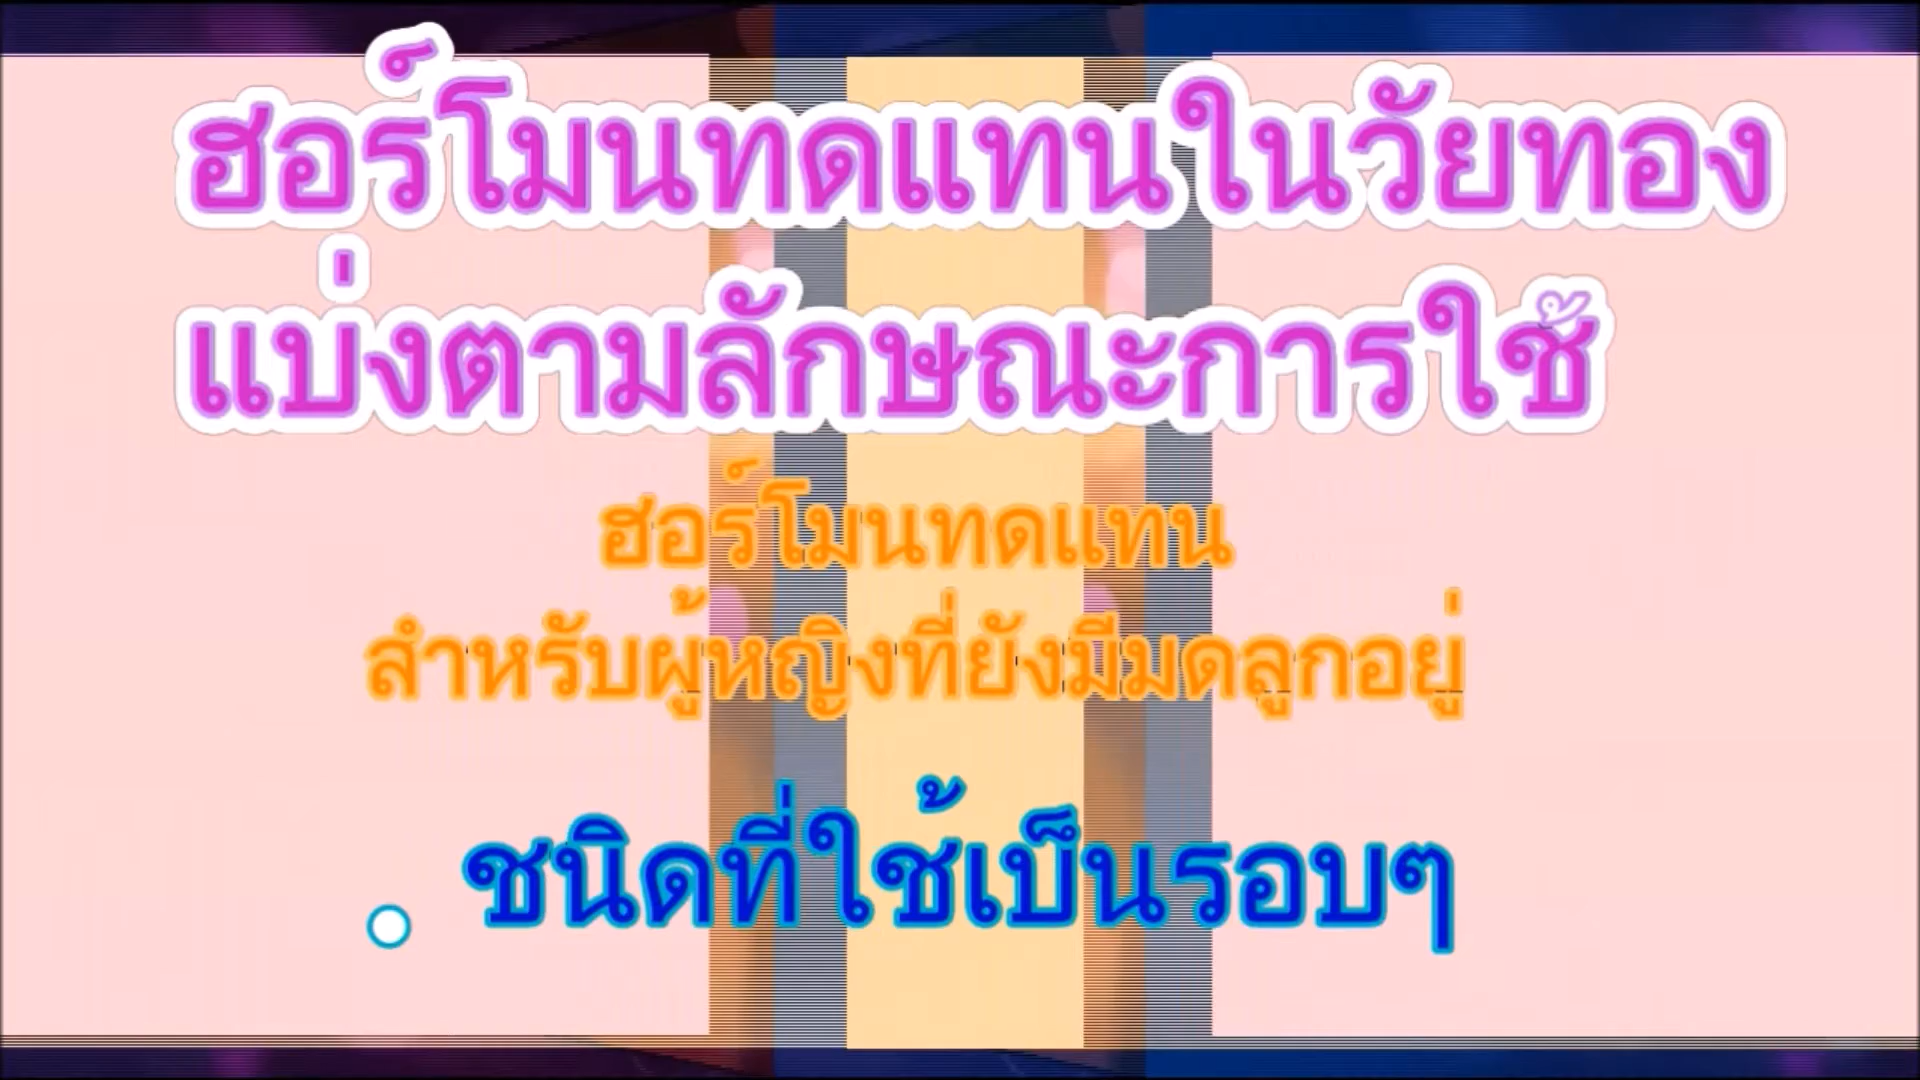 ฮอร์โมนทดแทนในวัยทอง
แบ่งตามลักษณะการใช้
ฮอร์โมนทดแทน
สำหรับผู้หญิงที่ยังมีมดลูกอยู่
. ชนิดที่ใช้เป็นรอบๆ